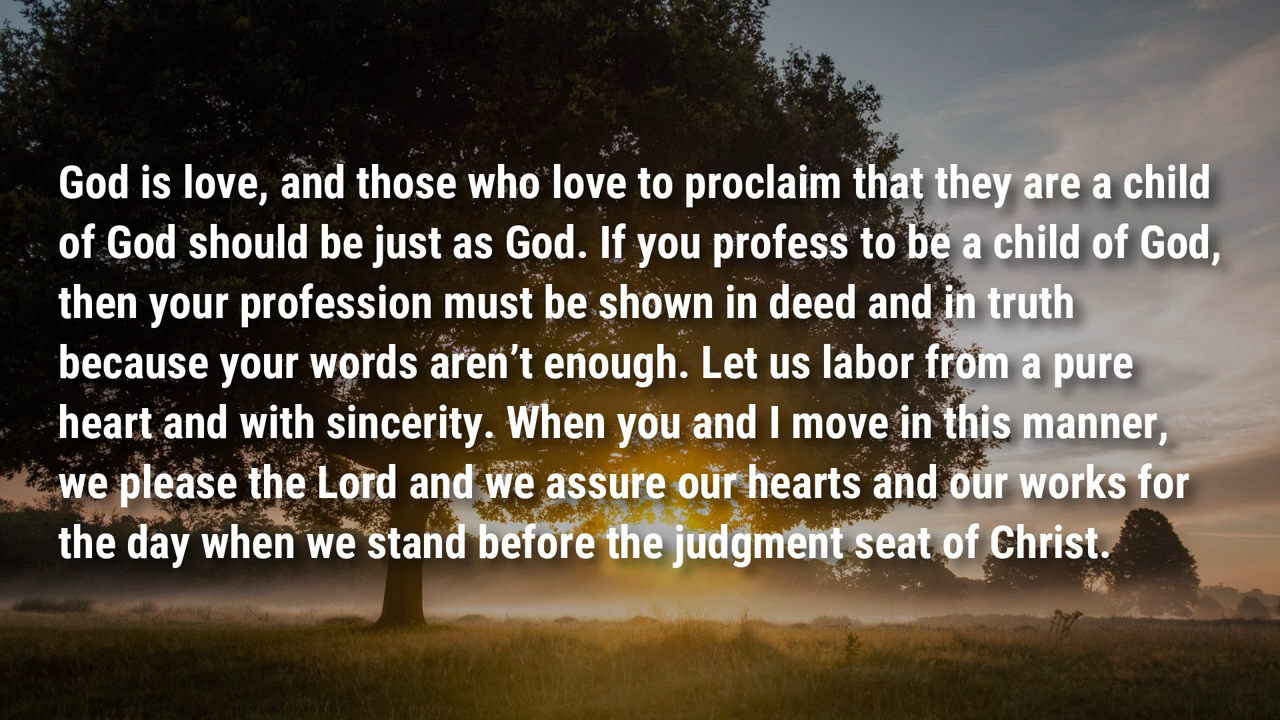 God is love, and those who love to proclaim that they are a child
of God should be just as God. If you profess to be a child of God,
then your profession must be shown in deed and in truth
because your words aren’t enough. Let us labor from a pure
heart and with sincerity. When you and I move in this manner,
we please the Lord and we assure our hearts and our works for
the day when we stand before the judgment seat of Christ.